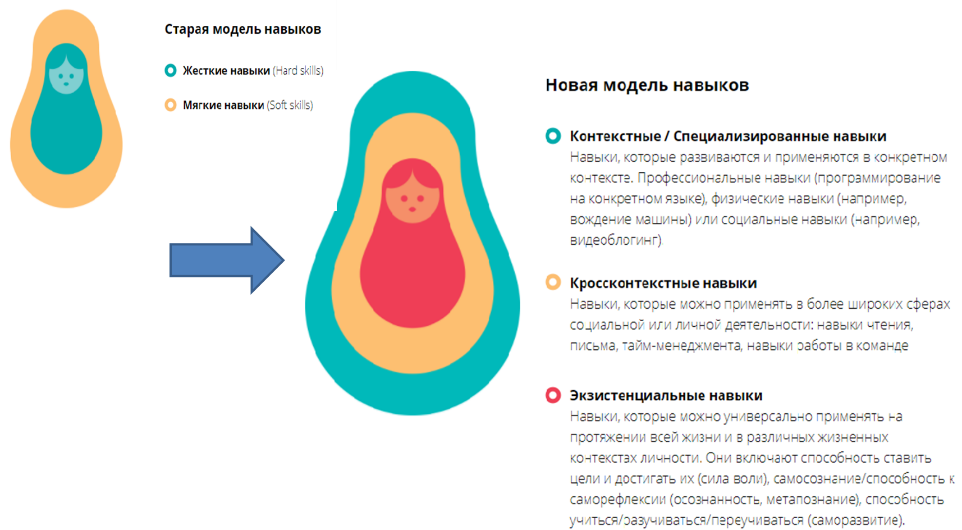 Старая модель навыков
Жесткие навыки (Hard skills)
Мягкие навыки (Soft skills)
Новая модель навыков
Контекстные / Специализированные навыки
Навыки, которые развиваются и применяются в конкретном
контексте. Профессиональные навыки (программирование
на конкретном языке), физические навыки (например,
вождение машины) или социальные навыки (например,
видеоблогинг)
Кроссконтекстные навыки
Навыки, которые можно применять в более широких сферах
социальной или личной деятельности: навыки чтения,
письма, тайм-менеджмента, навыки работы в команде
Экзистенциальные навыки
Навыки, которые можно универсально применять на
протяжении всей жизни и в различных жизненных
контекстах личности. Они включают способность ставить
цели и достигать их (сила воли), самосознание/способность к
саморефлексии (осознанность, метапознание), способность
учиться/разучиваться/переучиваться (саморазвитие).